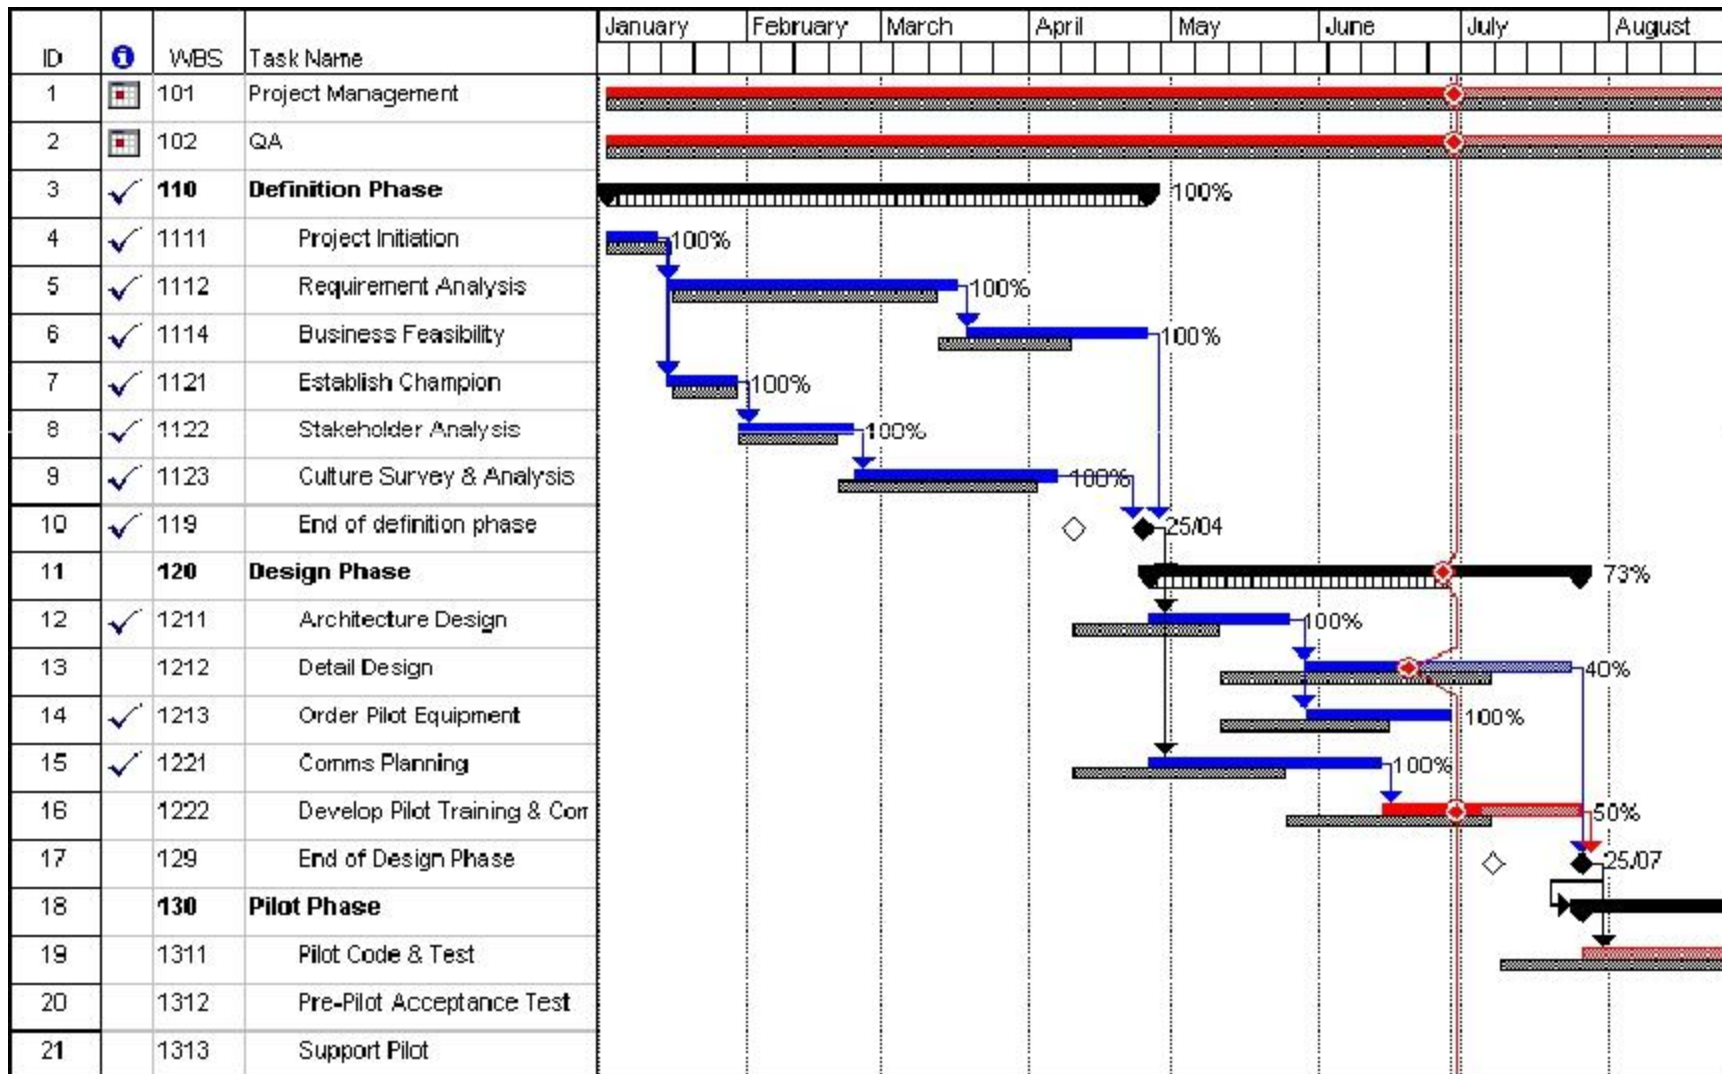 January February March April May June July August
ID WBS Task Name
1 101 Project Management
2 102 QA
3 110 Definition Phase 100%
4 1111 Project Initiation 100%
5 1112 Requirement Analysis 100%
6 1114 Business Feasibility 100%
7 1121 Establish Champion 100%
8 1122 Stakeholder Analysis 100%
9 1123 Culture Survey & Analysis 100%
10 119 End of definition phase 25/04
11 120 Design Phase 73%
12 1211 Architecture Design 100%
13 1212 Detail Design 40%
14 1213 Order Pilot Equipment 100%
15 1221 Comms Planning 100%
16 1222 Develop Pilot Training & Com 50%
17 129 End of Design Phase 25/07
18 130 Pilot Phase
19 1311 Pilot Code & Test
20 1312 Pre-Pilot Acceptance Test
21 1313 Support Pilot